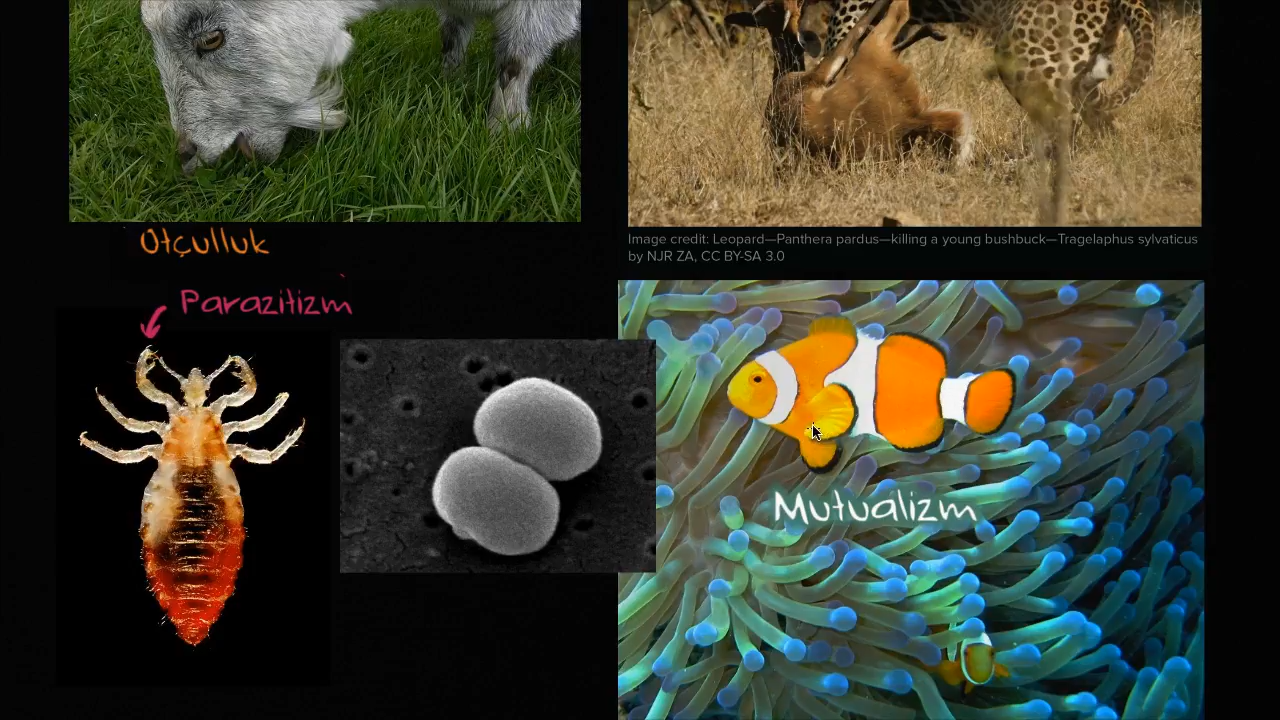 Otçulluk
Image credit: Leopard—Panthera pardus—killing a young bushbuck—Tragelaphus sylvaticus
by NJR ZA, CC BY-SA 3.0
Parazitizm
Mutualizm